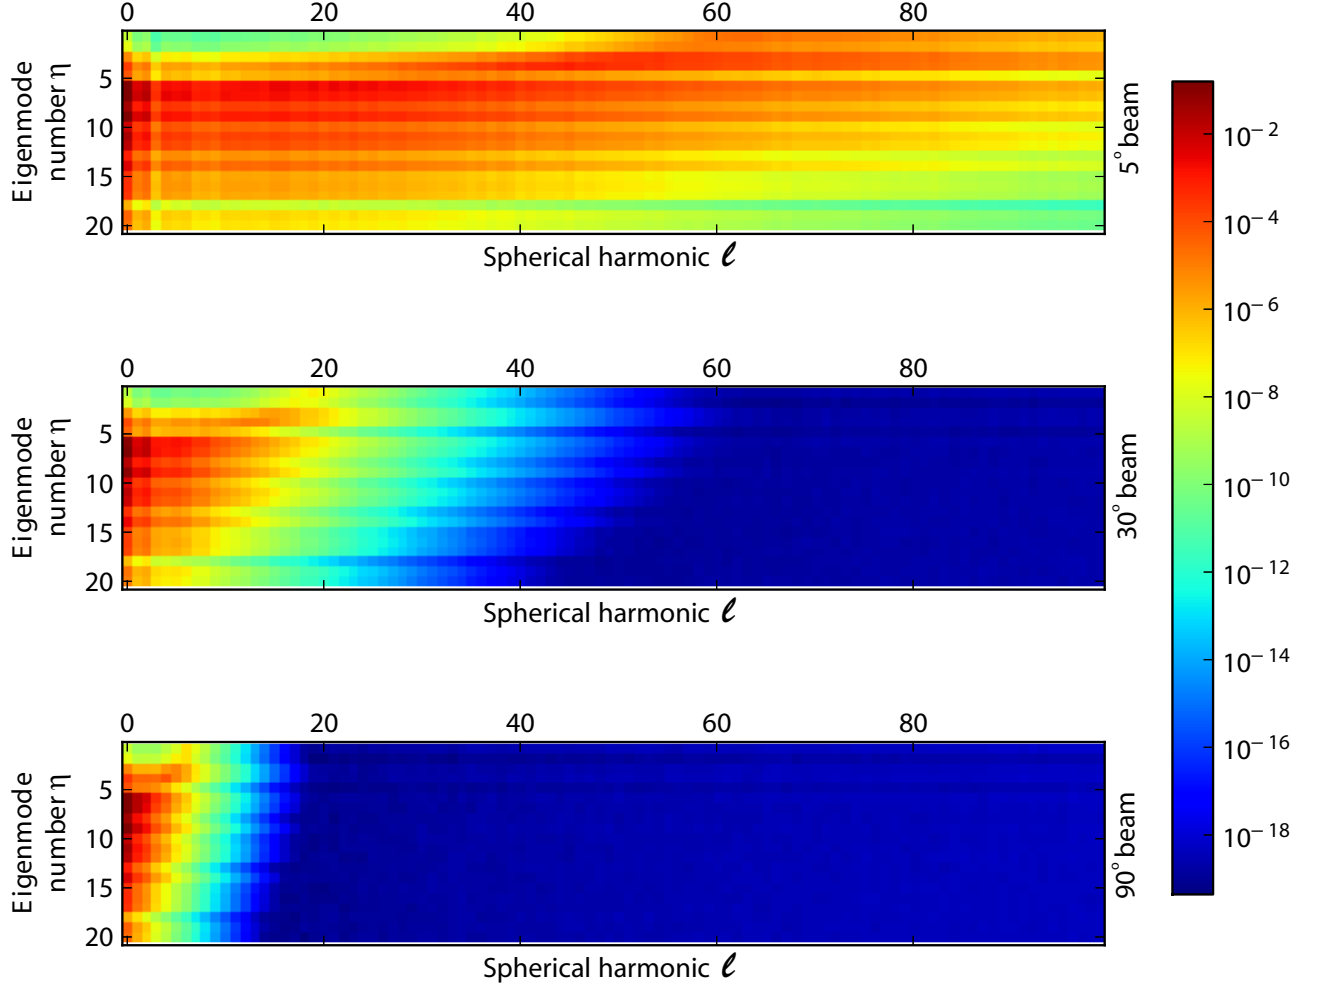 0 20 40 60 80
Eigenmode
number η
5
10
15
20
5° beam
Spherical harmonic ℓ
0 20 40 60 80
Eigenmode
number η
5
10
15
20
30° beam
Spherical harmonic ℓ
0 20 40 60 80
Eigenmode
number η
5
10
15
20
90° beam
Spherical harmonic ℓ
10⁻²
10⁻⁴
10⁻⁶
10⁻⁸
10⁻¹⁰
10⁻¹²
10⁻¹⁴
10⁻¹⁶
10⁻¹⁸